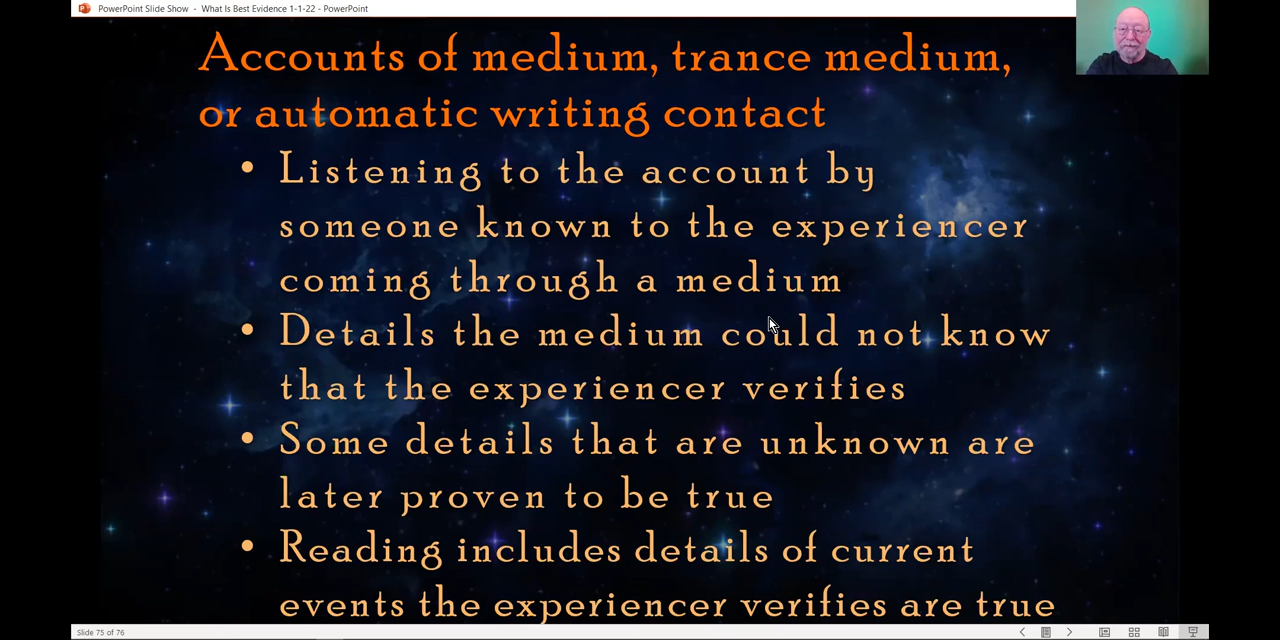 PowerPoint Slide Show - What Is Best Evidence 1-1-22 - PowerPoint
Accounts of medium, trance medium,
or automatic writing contact
• Listening to the account by
someone known to the experiencer
coming through a medium
• Details the medium could not know
that the experiencer verifies
• Some details that are unknown are
later proven to be true
• Reading includes details of current
events the experiencer verifies are true
Slide 75 of 76